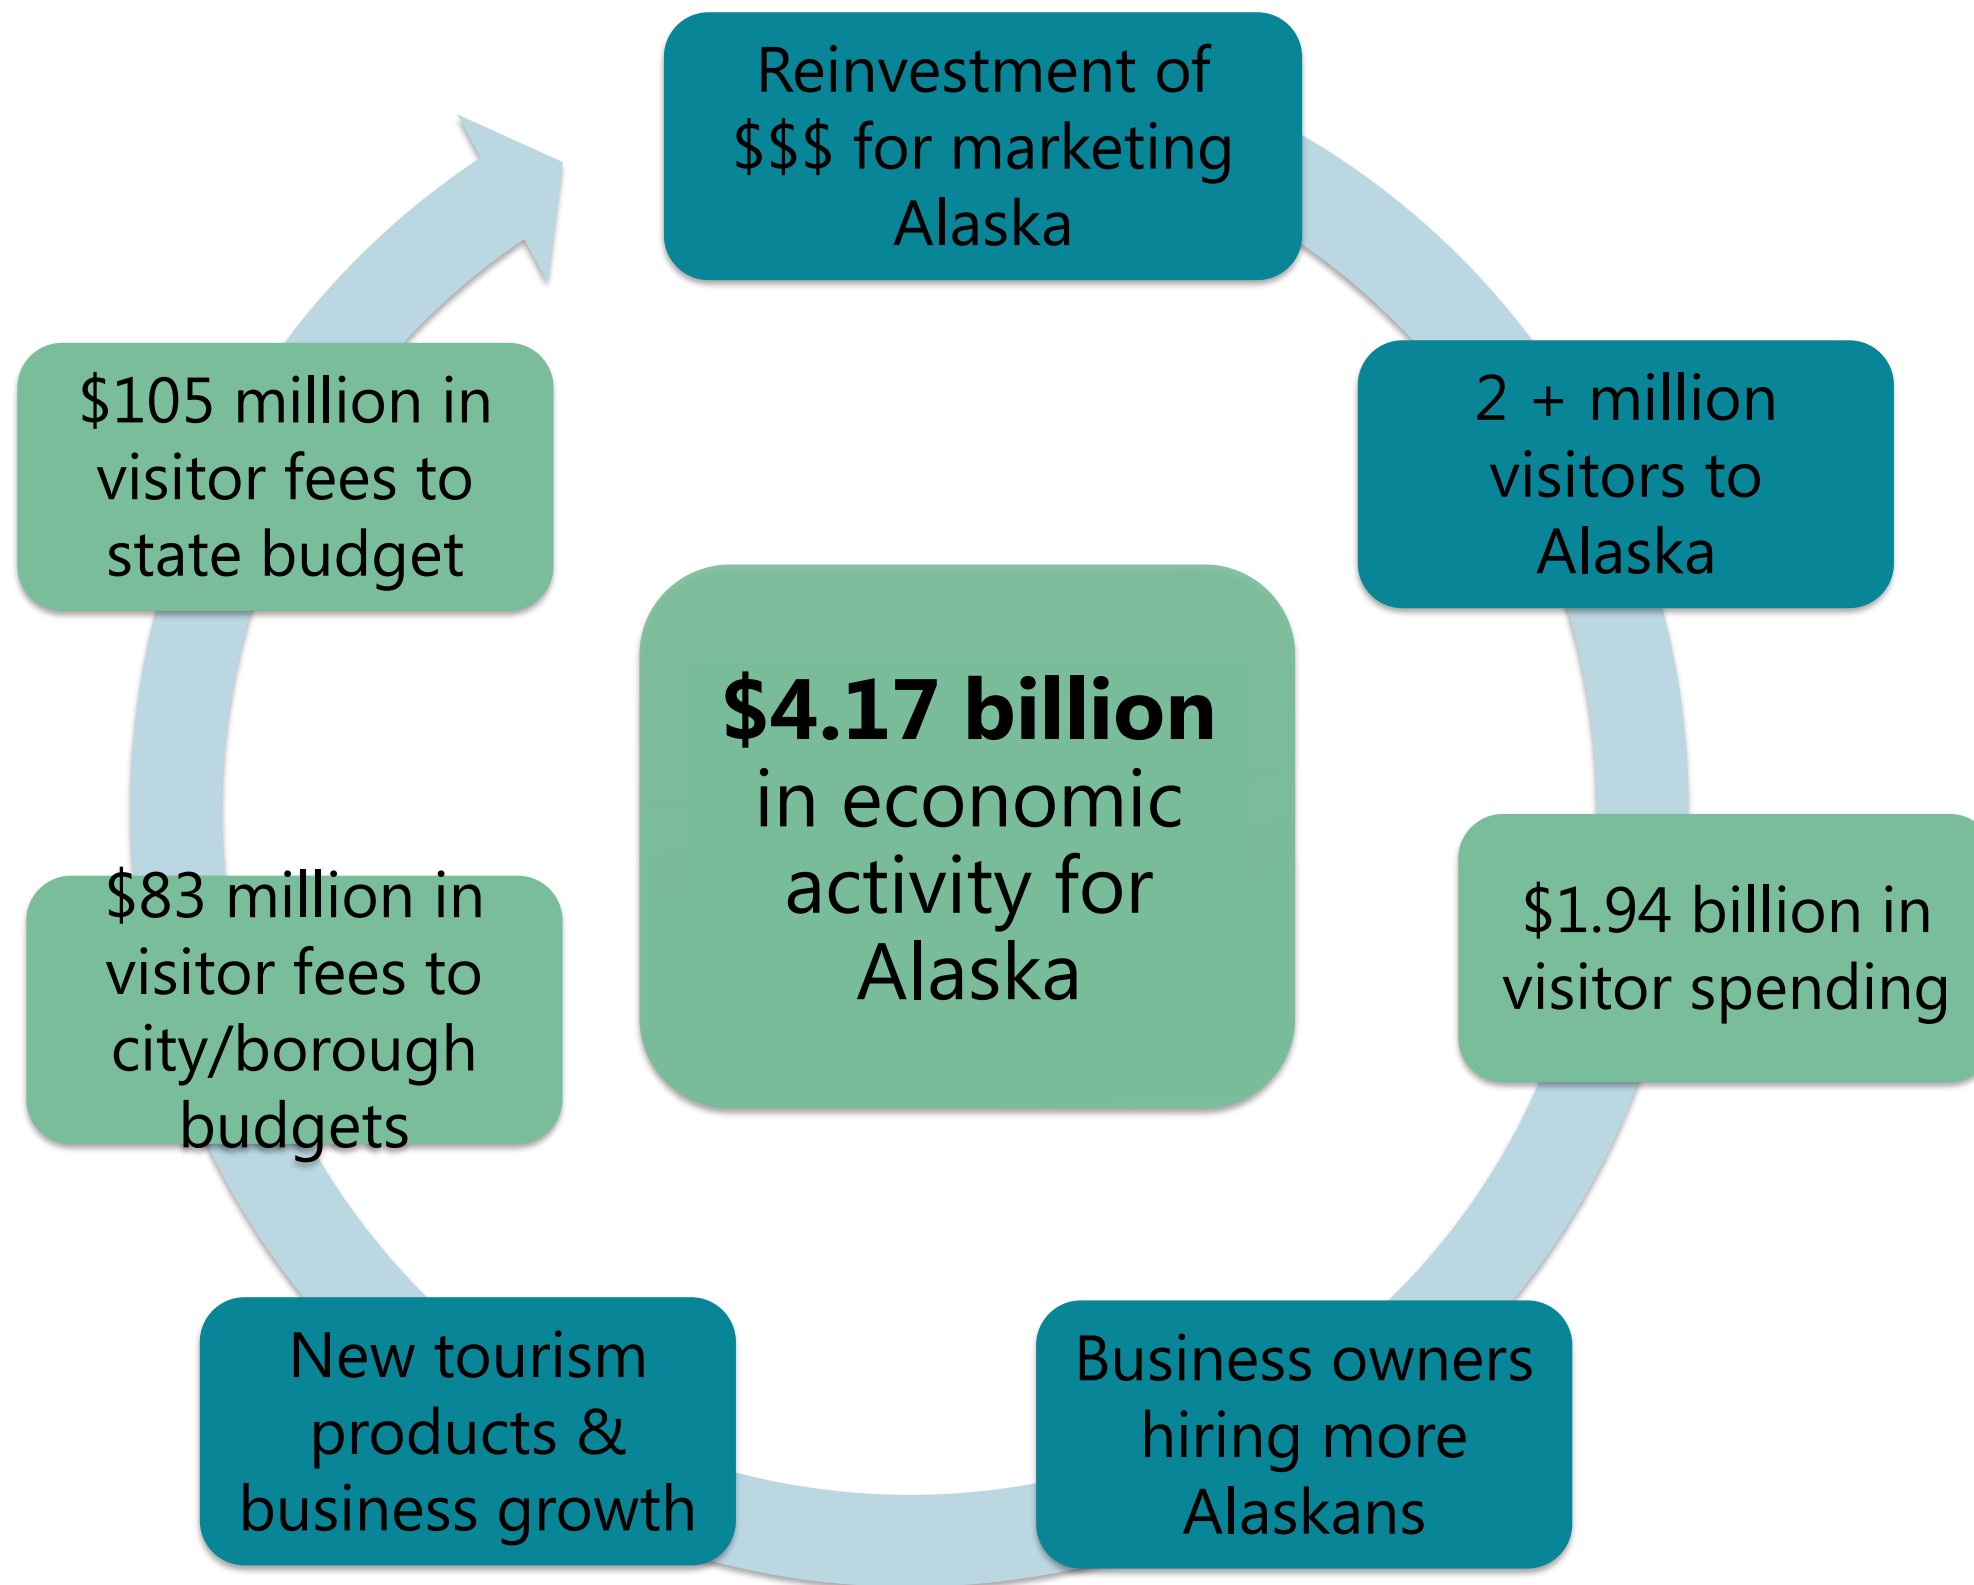 Reinvestment of
$$$ for marketing
Alaska
2 + million
visitors to
Alaska
$1.94 billion in
visitor spending
Business owners
hiring more
Alaskans
New tourism
products &
business growth
$83 million in
visitor fees to
city/borough
budgets
$105 million in
visitor fees to
state budget
$4.17 billion
in economic
activity for
Alaska